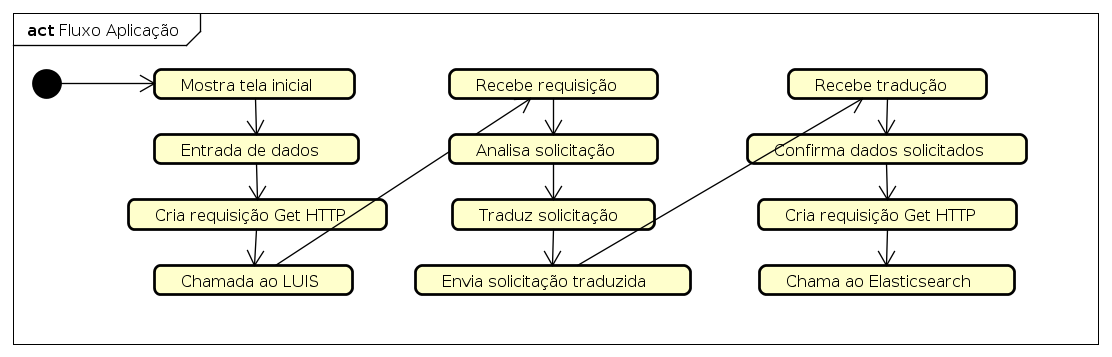 act Fluxo Aplicação
Mostra tela inicial
Entrada de dados
Cria requisição Get HTTP
Chamada ao LUIS
Recebe requisição
Analisa solicitação
Traduz solicitação
Envia solicitação traduzida
Recebe tradução
Confirma dados solicitados
Cria requisição Get HTTP
Chama ao Elasticsearch